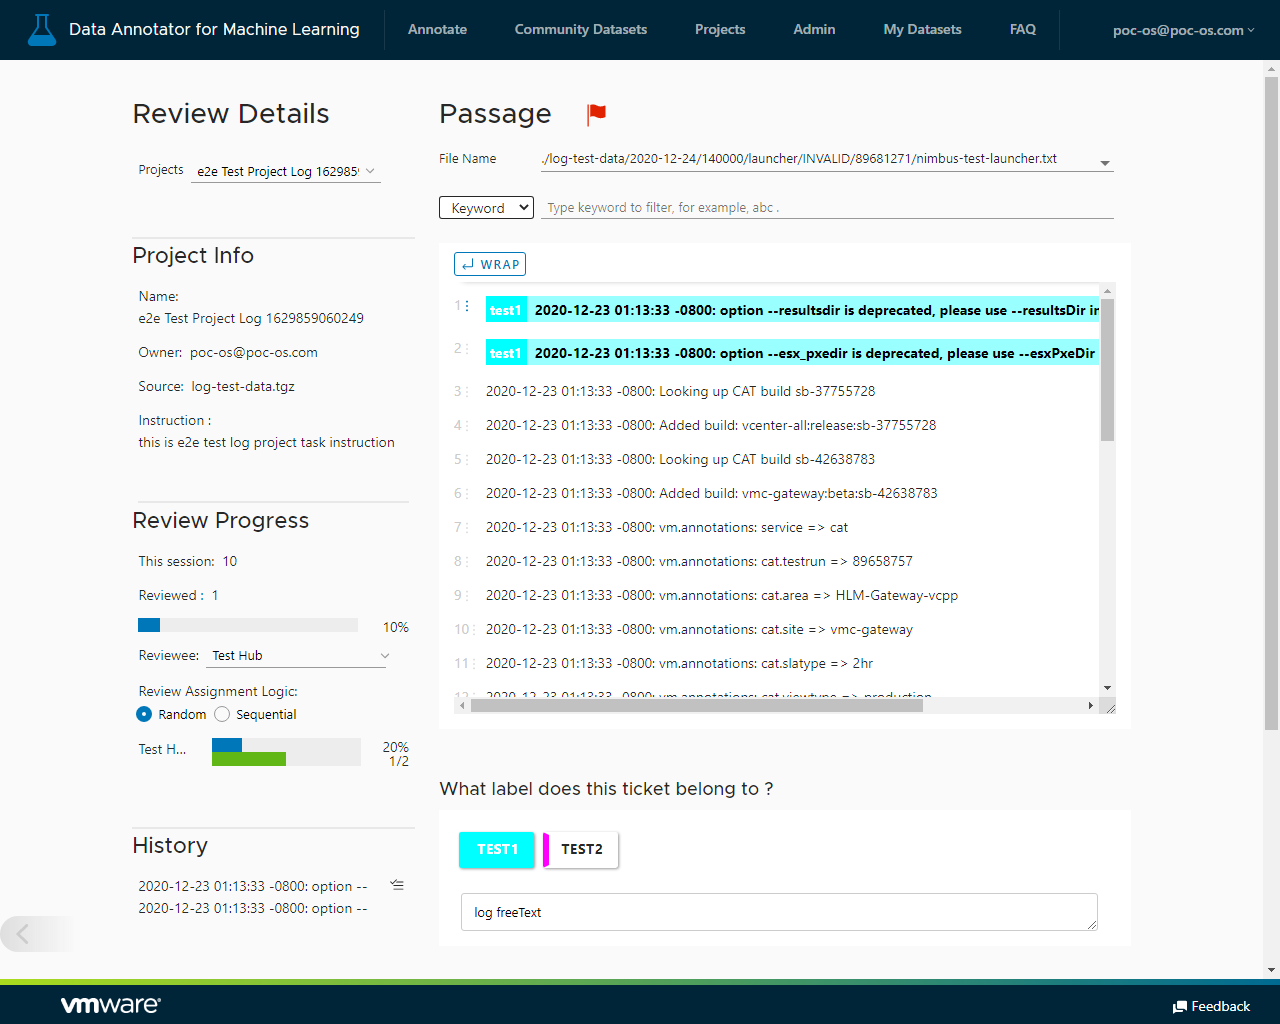 Data Annotator for Machine Learning
Annotate
Community Datasets
Projects
Admin
My Datasets
FAQ
poc-os@poc-os.com
Review Details
Projects
e2e Test Project Log 162985
Project Info
Name:
e2e Test Project Log 1629859060249
Owner: poc-os@poc-os.com
Source: log-test-data.tgz
Instruction :
this is e2e test log project task instruction
Review Progress
This session: 10
Reviewed : 1
10%
Reviewee: Test Hub
Review Assignment Logic:
Random
Sequential
Test H...
20%
1/2
History
2020-12-23 01:13:33 -0800: option --
2020-12-23 01:13:33 -0800: option --
Passage
File Name
./log-test-data/2020-12-24/140000/launcher/INVALID/89681271/nimbus-test-launcher.txt
Keyword
Type keyword to filter, for example, abc .
WRAP
1 test1 2020-12-23 01:13:33 -0800: option --resultsdir is deprecated, please use --resultsDir in
2 test1 2020-12-23 01:13:33 -0800: option --esx_pxedir is deprecated, please use --esxPxeDir
3 2020-12-23 01:13:33 -0800: Looking up CAT build sb-37755728
4 2020-12-23 01:13:33 -0800: Added build: vcenter-all:release:sb-37755728
5 2020-12-23 01:13:33 -0800: Looking up CAT build sb-42638783
6 2020-12-23 01:13:33 -0800: Added build: vmc-gateway:beta:sb-42638783
7 2020-12-23 01:13:33 -0800: vm.annotations: service => cat
8 2020-12-23 01:13:33 -0800: vm.annotations: cat.testrun => 89658757
9 2020-12-23 01:13:33 -0800: vm.annotations: cat.area => HLM-Gateway-vcpp
10 2020-12-23 01:13:33 -0800: vm.annotations: cat.site => vmc-gateway
11 2020-12-23 01:13:33 -0800: vm.annotations: cat.slatype => 2hr
12 2020-12-23 01:13:33 -0800: vm.annotations: cat.viewtype => production
What label does this ticket belong to ?
TEST1
TEST2
log freeText
vmware
Feedback